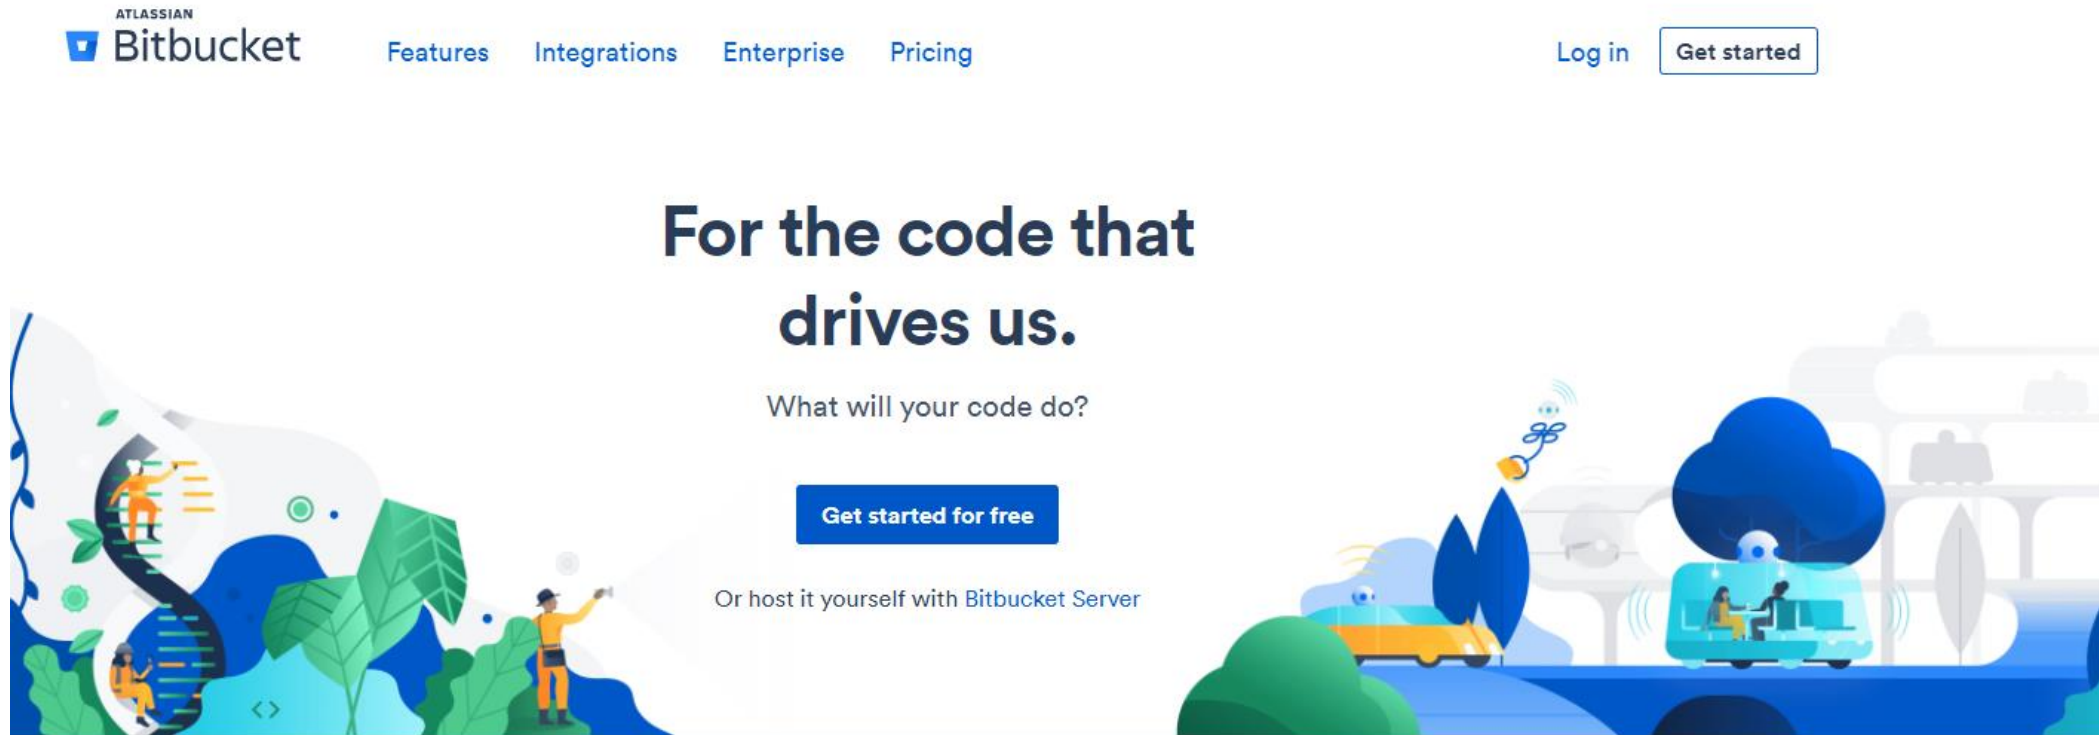 ATLASSIAN
Bitbucket
Features Integrations Enterprise Pricing
Log in Get started
For the code that
drives us.
What will your code do?
Get started for free
Or host it yourself with Bitbucket Server
<>